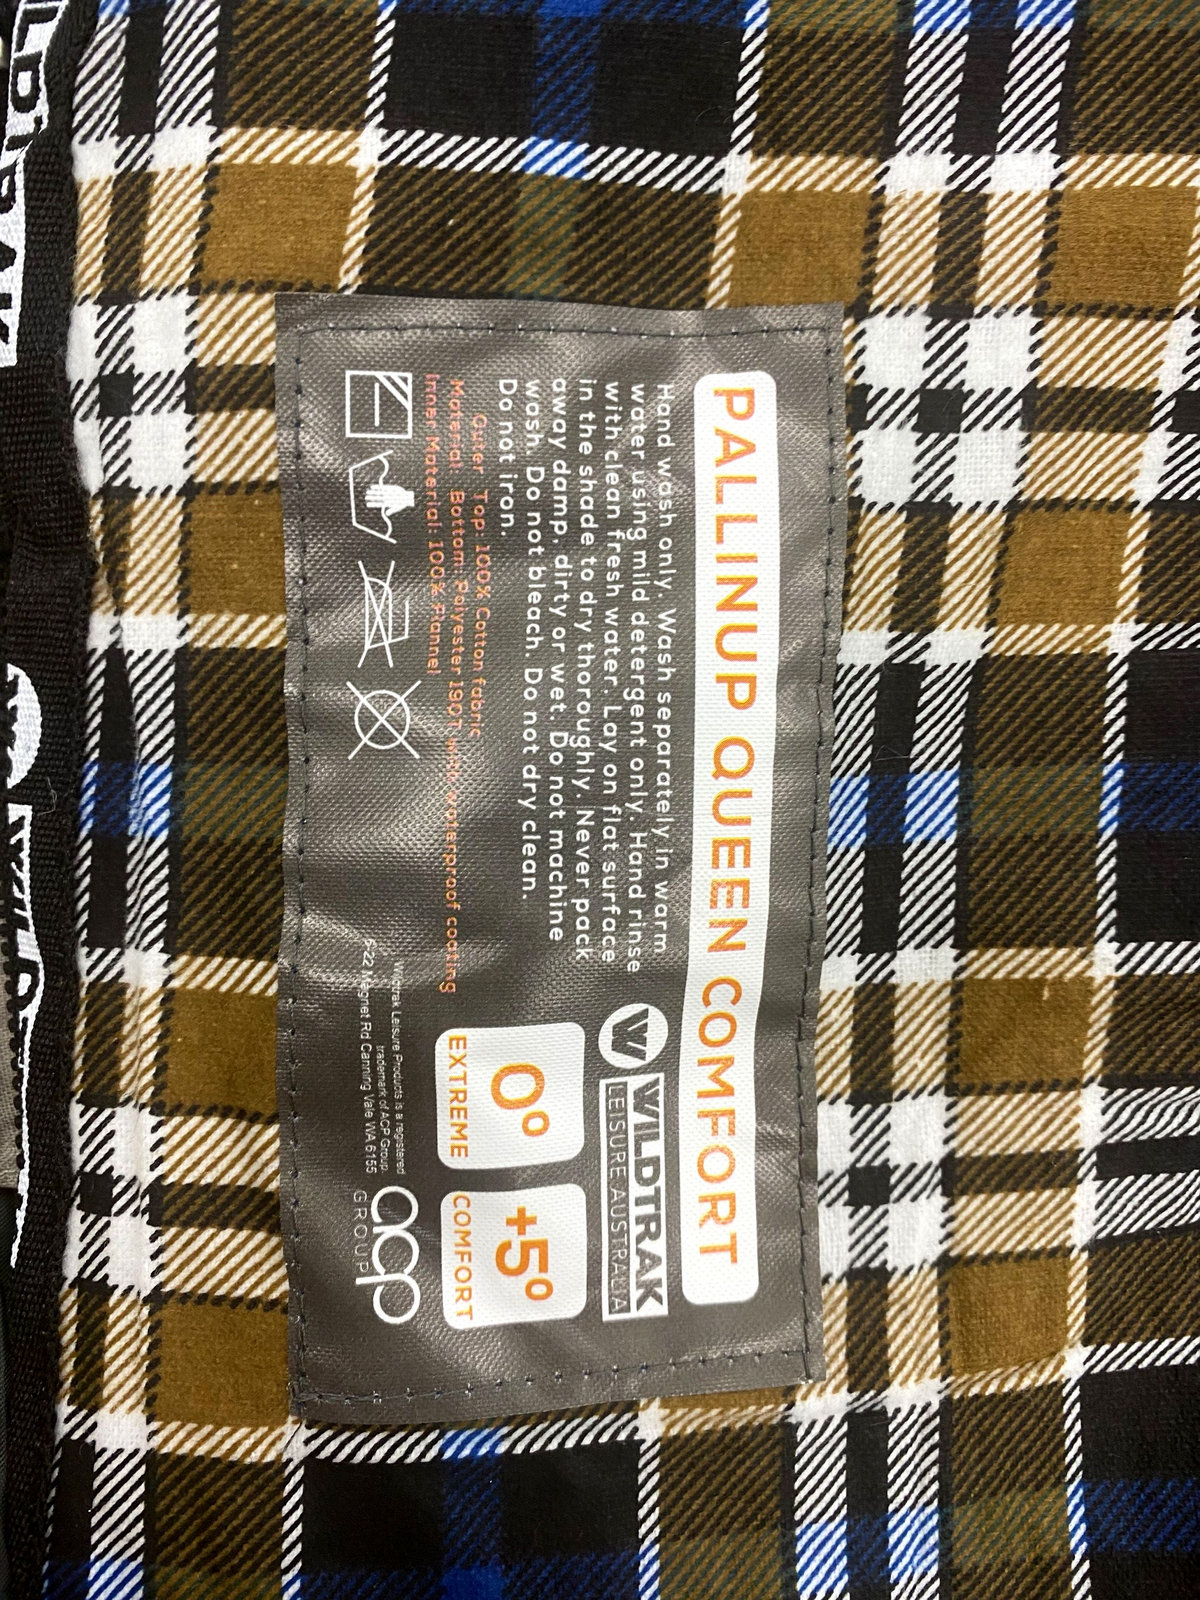 PALLINUP QUEEN COMFORT
Hand wash only. Wash separately in warm
water using mild detergent only. Hand rinse
with clean fresh water. Lay on flat surface
in the shade to dry thoroughly. Never pack
away damp, dirty or wet. Do not machine
wash. Do not bleach. Do not dry clean.
Do not iron.
Outer Top: 100% Cotton fabric
Material Bottom: Polyester 190T with waterproof coating
Inner Material: 100% Flannel
WILDTRAK
LEISURE AUSTRALIA
0°
EXTREME
+5°
COMFORT
Wildtrak Leisure Products is a registered
trademark of ACP Group.
Magnet Rd Canning Vale WA 6155
acp
GROUP